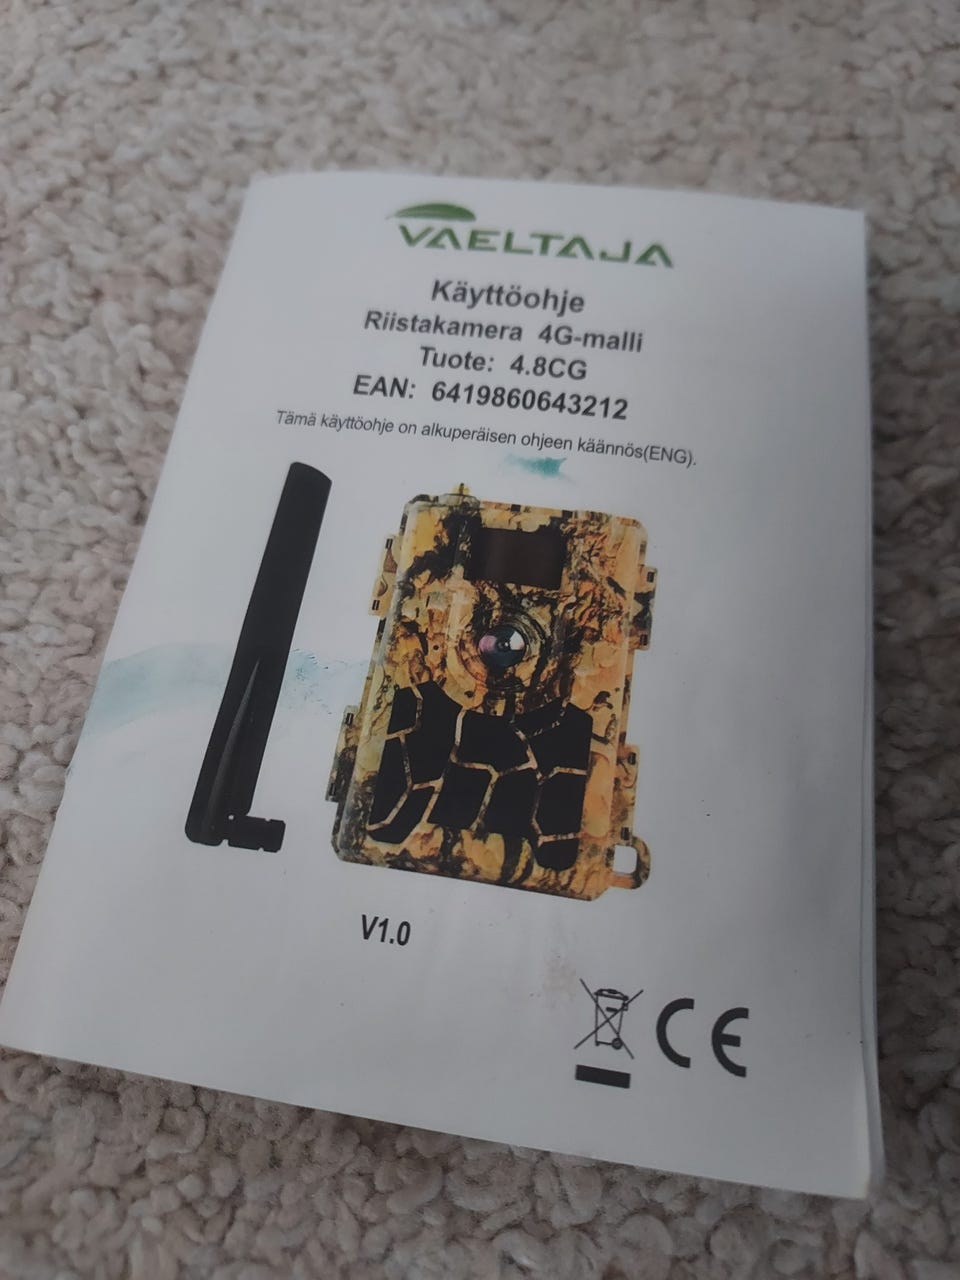 VAELTAJA
Käyttöohje
Riistakamera 4G-malli
Tuote: 4.8CG
EAN: 6419860643212
Tämä käyttöohje on alkuperäisen ohjeen käännös(ENG).
V1.0
CE